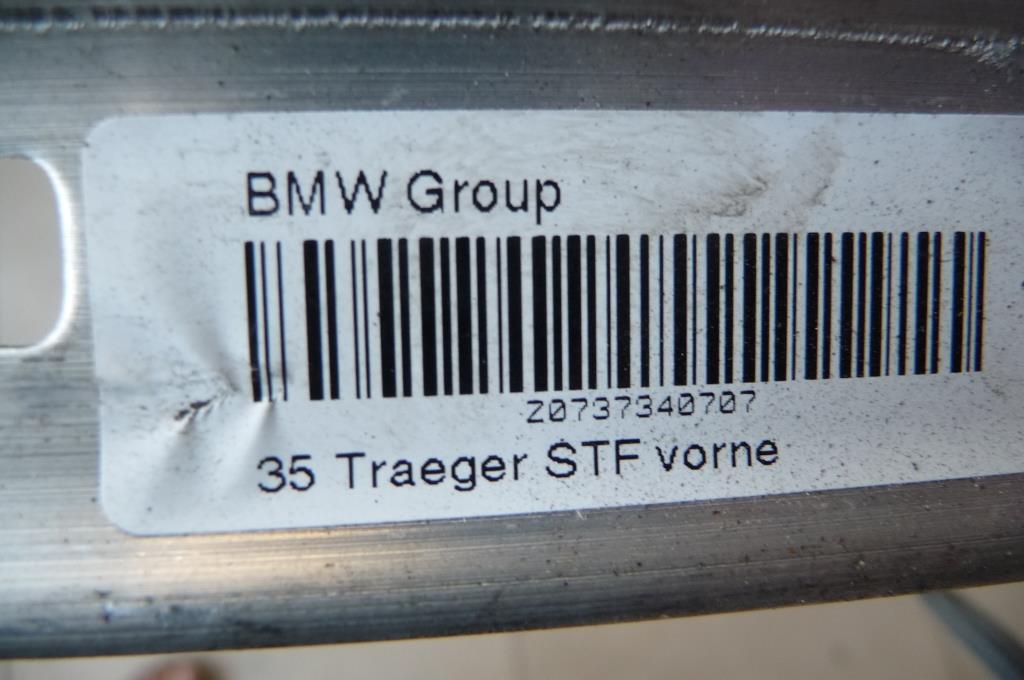 BMW Group
Z0737340707
35 Traeger STF vorne